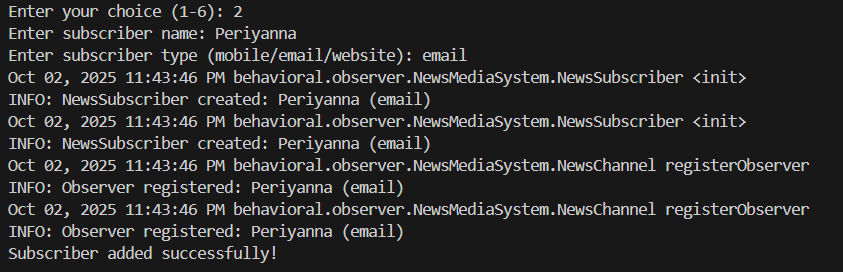 Enter your choice (1-6): 2
Enter subscriber name: Periyanna
Enter subscriber type (mobile/email/website): email
Oct 02, 2025 11:43:46 PM behavioral.observer.NewsMediaSystem.NewsSubscriber <init>
INFO: NewsSubscriber created: Periyanna (email)
Oct 02, 2025 11:43:46 PM behavioral.observer.NewsMediaSystem.NewsSubscriber <init>
INFO: NewsSubscriber created: Periyanna (email)
Oct 02, 2025 11:43:46 PM behavioral.observer.NewsMediaSystem.NewsChannel registerObserver
INFO: Observer registered: Periyanna (email)
Oct 02, 2025 11:43:46 PM behavioral.observer.NewsMediaSystem.NewsChannel registerObserver
INFO: Observer registered: Periyanna (email)
Subscriber added successfully!